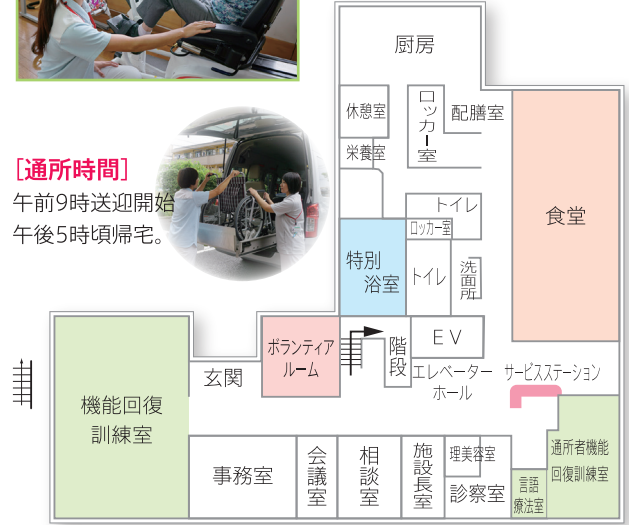 [通所時間]
午前9時送迎開始
午後5時頃帰宅。
厨房
休憩室
ロッカー室
配膳室
栄養室
食堂
トイレ
ロッカー室
特別
浴室
トイレ
洗面所
ボランティア
ルーム
階段
EV
エレベーター
ホール
サービスステーション
玄関
機能回復
訓練室
事務室
会議室
相談室
施設長室
理美容室
診察室
言語
療法室
通所者機能
回復訓練室